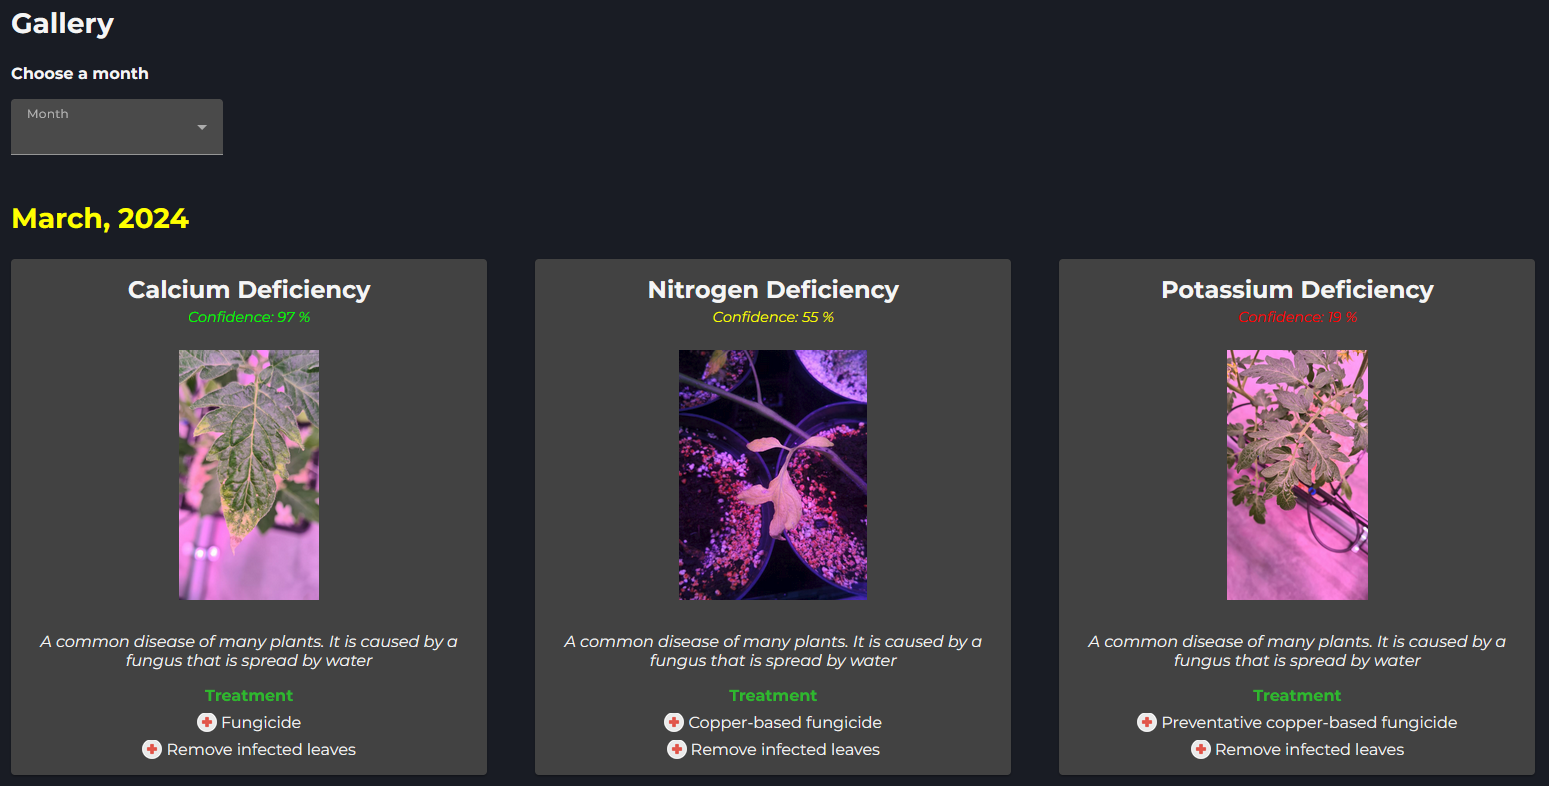 Gallery
Choose a month
Month
March, 2024
Calcium Deficiency
Confidence: 97 %
A common disease of many plants. It is caused by a
fungus that is spread by water
Treatment
Fungicide
Remove infected leaves
Nitrogen Deficiency
Confidence: 55 %
A common disease of many plants. It is caused by a
fungus that is spread by water
Treatment
Copper-based fungicide
Remove infected leaves
Potassium Deficiency
Confidence: 19 %
A common disease of many plants. It is caused by a
fungus that is spread by water
Treatment
Preventative copper-based fungicide
Remove infected leaves